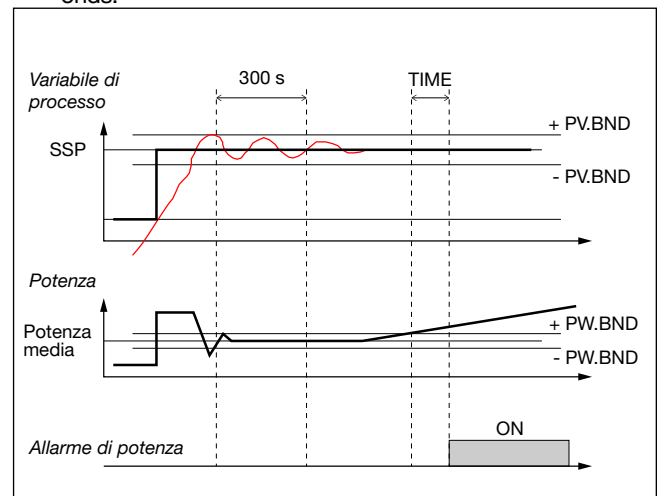 onds.
Variabile di
processo
300 s
TIME
+ PV.BND
SSP
- PV.BND
Potenza
Potenza
media
+ PW.BND
- PW.BND
ON
Allarme di potenza